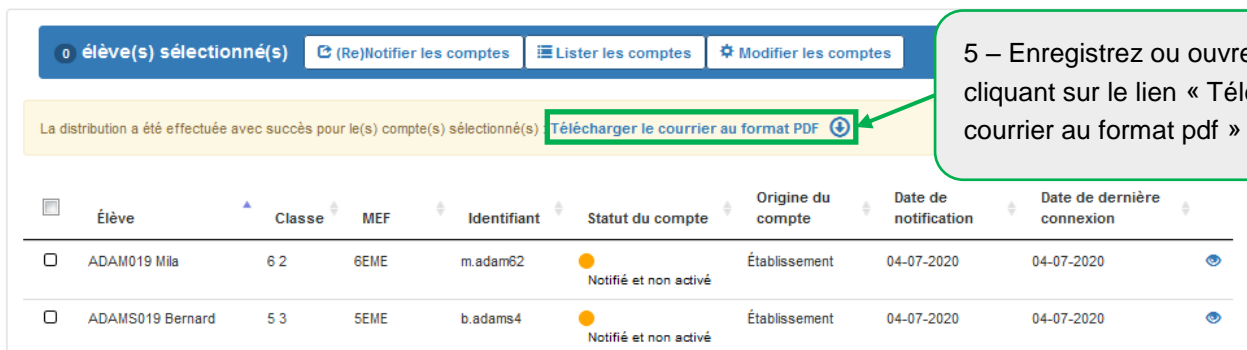 0 élève(s) sélectionné(s) (Re)Notifier les comptes Lister les comptes Modifier les comptes
5 – Enregistrez ou ouvre
cliquant sur le lien « Tél
courrier au format pdf »
La distribution a été effectuée avec succès pour le(s) compte(s) sélectionné(s) : Télécharger le courrier au format PDF
Élève Classe MEF Identifiant Statut du compte Origine du compte Date de notification Date de dernière connexion
ADAM019 Mila 6 2 6EME m.adam62 Établissement 04-07-2020 04-07-2020
Notifié et non activé
ADAMS019 Bernard 5 3 5EME b.adams4 Établissement 04-07-2020 04-07-2020
Notifié et non activé